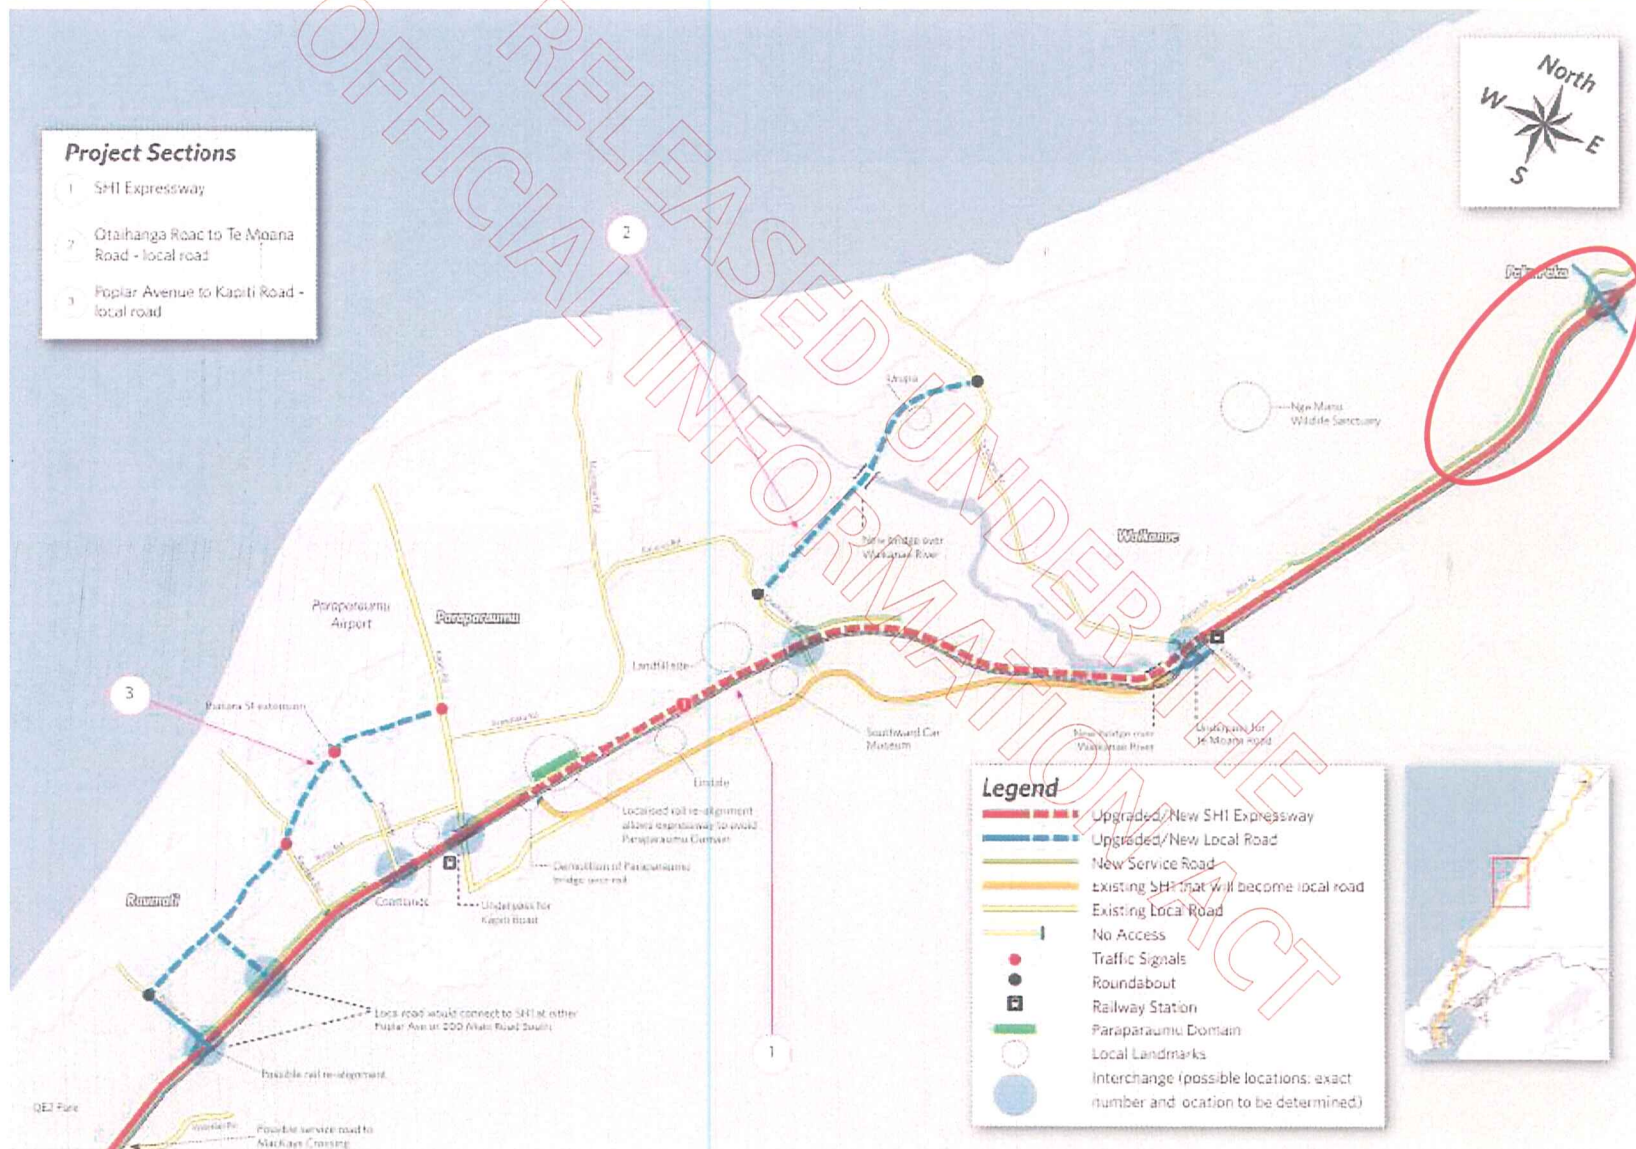 RELEASED UNDER THE
OFFICIAL INFORMATION ACT
North
W
E
S
Project Sections
1 SH1 Expressway
2 Otaihanga Road to Te Moana
Road - local road
3 Poplar Avenue to Kapiti Road -
local road
2
Peka Peka
Urupa
Nga Manu
Wildlife Sanctuary
New bridge over
Waikanae River
Waikanae
Paraparaumu
Airport
Paraparaumu
Kapiti Rd
Landfill site
3
Ihakara St extension
Southward Car
Museum
New bridge over
Waikanae River
Underpass for
Te Moana Road
Lindale
Localised rail re-alignment
allows expressway to avoid
Paraparaumu Domain
Demolition of Paraparaumu
bridge over rail
Raumati
Coastlands
Underpass for
Kapiti Road
Local road would connect to SH1 at either
Poplar Ave or 200 Main Road South
Possible rail re-alignment
QE2 Park
Possible service road to
MacKays Crossing
1
Legend
Upgraded/New SH1 Expressway
Upgraded/New Local Road
New Service Road
Existing SH1 that will become local road
Existing Local Road
No Access
Traffic Signals
Roundabout
Railway Station
Paraparaumu Domain
Local Landmarks
Interchange (possible locations: exact
number and location to be determined)